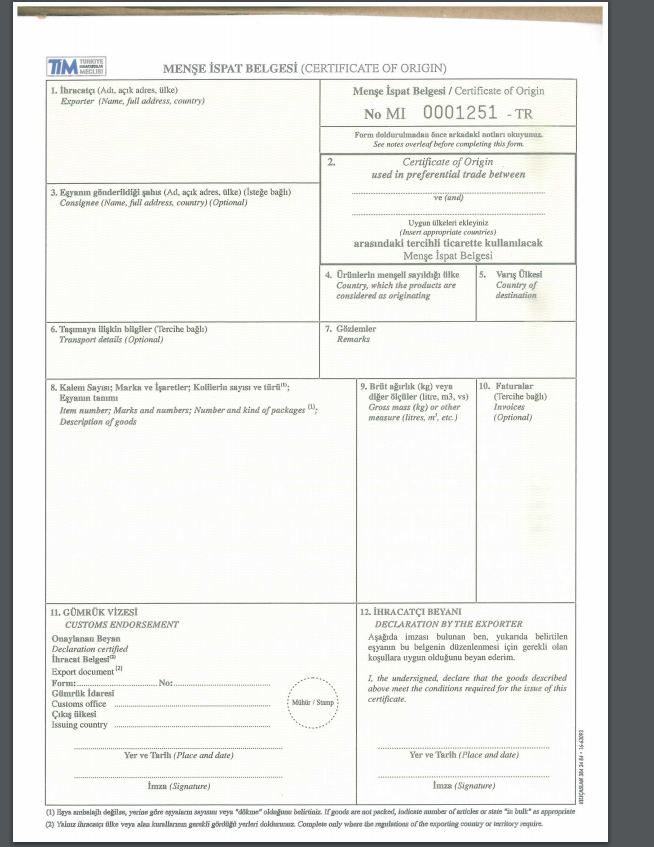 TİM TÜRKİYE İHRACATÇILAR MECLİSİ
MENŞE İSPAT BELGESİ (CERTIFICATE OF ORIGIN)
1. İhracatçı (Adı, açık adres, ülke)
Exporter (Name, full address, country)
Menşe İspat Belgesi / Certificate of Origin
No MI 0001251 - TR
Form doldurulmadan önce arkadaki notları okuyunuz.
See notes overleaf before completing this form.
2. Certificate of Origin
used in preferential trade between
ve (and)
Uygun ülkeleri ekleyiniz
(Insert appropriate countries)
arasındaki tercihli ticarette kullanılacak
Menşe İspat Belgesi
3. Eşyanın gönderildiği şahıs (Ad, açık adres, ülke) (İsteğe bağlı)
Consignee (Name, full address, country) (Optional)
4. Ürünlerin menşeli sayıldığı ülke
Country, which the products are
considered as originating
5. Varış Ülkesi
Country of
destination
6. Taşımaya ilişkin bilgiler (Tercihe bağlı)
Transport details (Optional)
7. Gözlemler
Remarks
8. Kalem Sayısı; Marka ve İşaretler; Kolilerin sayısı ve türü(1);
Eşyanın tanımı
Item number; Marks and numbers; Number and kind of packages (1);
Description of goods
9. Brüt ağırlık (kg) veya
diğer ölçüler (litre, m3, vs)
Gross mass (kg) or other
measure (litres, m³, etc.)
10. Faturalar
(Tercihe bağlı)
Invoices
(Optional)
11. GÜMRÜK VİZESİ
CUSTOMS ENDORSEMENT
Onaylanan Beyan
Declaration certified
İhracat Belgesi(2)
Export document(2)
Form:........................... No:...........................
Gümrük İdaresi
Customs office ...........................
Çıkış ülkesi
Issuing country ...........................
Mühür / Stamp
Yer ve Tarih (Place and date)
İmza (Signature)
12. İHRACATÇI BEYANI
DECLARATION BY THE EXPORTER
Aşağıda imzası bulunan ben, yukarıda belirtilen
eşyanın bu belgenin düzenlenmesi için gerekli olan
koşullara uygun olduğunu beyan ederim.
I, the undersigned, declare that the goods described
above meet the conditions required for the issue of this
certificate.
Yer ve Tarih (Place and date)
İmza (Signature)
(1) Eşya ambalajlı değilse, yerine göre eşyaların sayısını veya "dökme" olduğunu belirtiniz. If goods are not packed, indicate number of articles or state "in bulk" as appropriate
(2) Yalnız ihracatçı ülke veya alan kurallarının gerekli gördüğü yerleri doldurunuz. Complete only where the regulations of the exporting country or territory require.